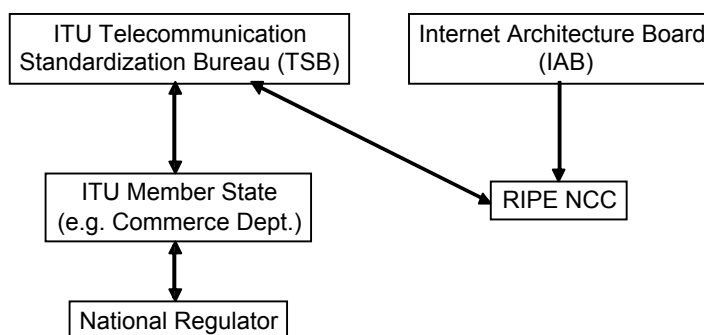 ITU Telecommunication
Standardization Bureau (TSB)
Internet Architecture Board
(IAB)
ITU Member State
(e.g. Commerce Dept.)
RIPE NCC
National Regulator